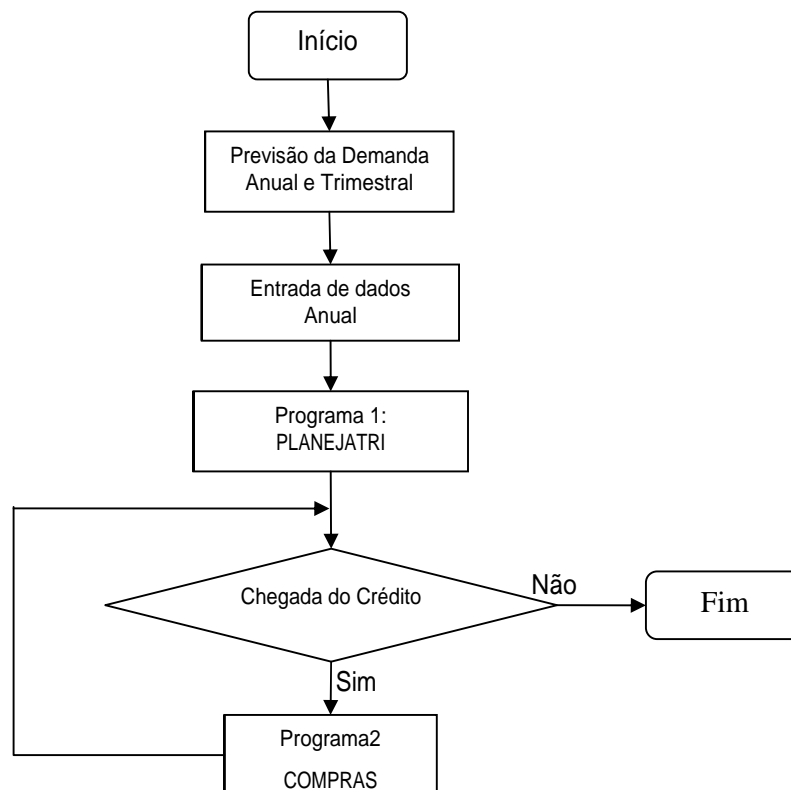 Início
Previsão da Demanda
Anual e Trimestral
Entrada de dados
Anual
Programa 1:
PLANEJATRI
Chegada do Crédito
Não
Fim
Sim
Programa2
COMPRAS